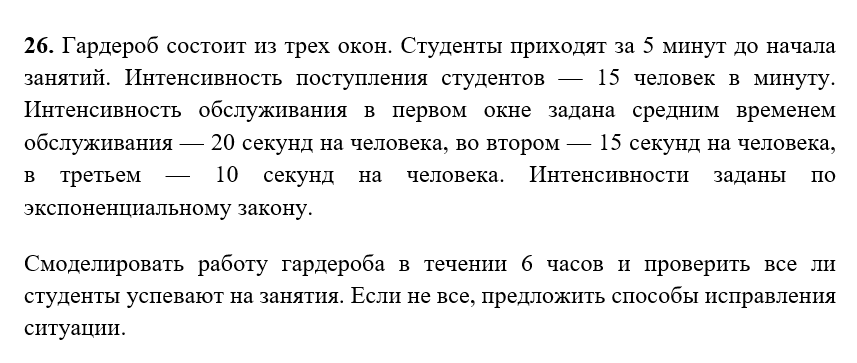 26. Гардероб состоит из трех окон. Студенты приходят за 5 минут до начала
занятий. Интенсивность поступления студентов — 15 человек в минуту.
Интенсивность обслуживания в первом окне задана средним временем
обслуживания — 20 секунд на человека, во втором — 15 секунд на человека,
в третьем — 10 секунд на человека. Интенсивности заданы по
экспоненциальному закону.
Смоделировать работу гардероба в течении 6 часов и проверить все ли
студенты успевают на занятия. Если не все, предложить способы исправления
ситуации.